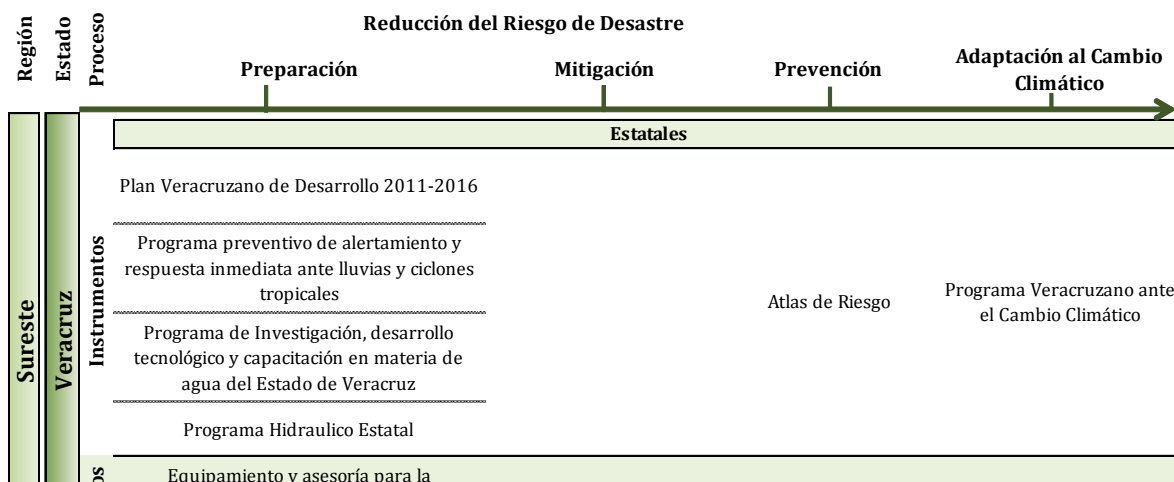 Región
Estado
Proceso
Reducción del Riesgo de Desastre
Preparación
Mitigación
Prevención
Adaptación al Cambio
Climático
Estatales
Sureste
Veracruz
Instrumentos
Plan Veracruzano de Desarrollo 2011-2016
Programa preventivo de alertamiento y
respuesta inmediata ante lluvias y ciclones
tropicales
Programa de Investigación, desarrollo
tecnológico y capacitación en materia de
agua del Estado de Veracruz
Programa Hidraulico Estatal
Atlas de Riesgo
Programa Veracruzano ante
el Cambio Climático
Equipamiento y asesoría para la